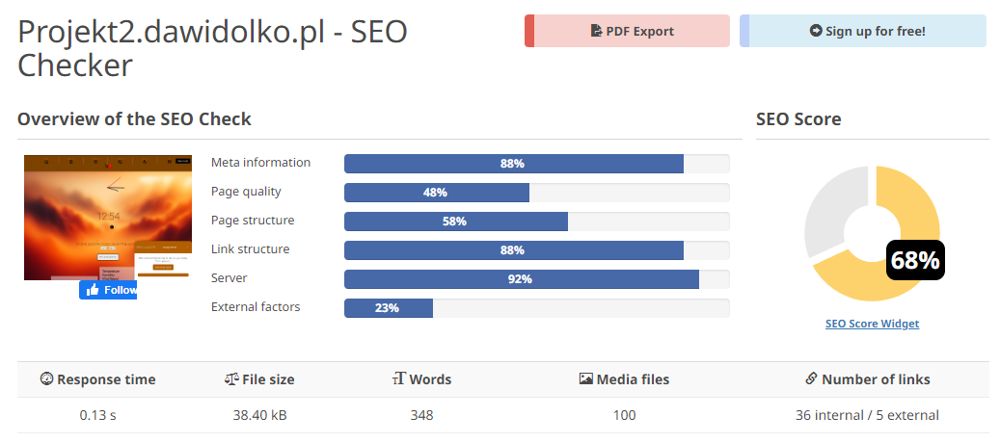 Projekt2.dawidolko.pl - SEO
Checker
PDF Export
Sign up for free!
Overview of the SEO Check
SEO Score
12:54
Follow
Meta information
88%
Page quality
48%
Page structure
58%
Link structure
88%
Server
92%
External factors
23%
68%
SEO Score Widget
Response time File size Words Media files Number of links
0.13 s 38.40 kB 348 100 36 internal / 5 external